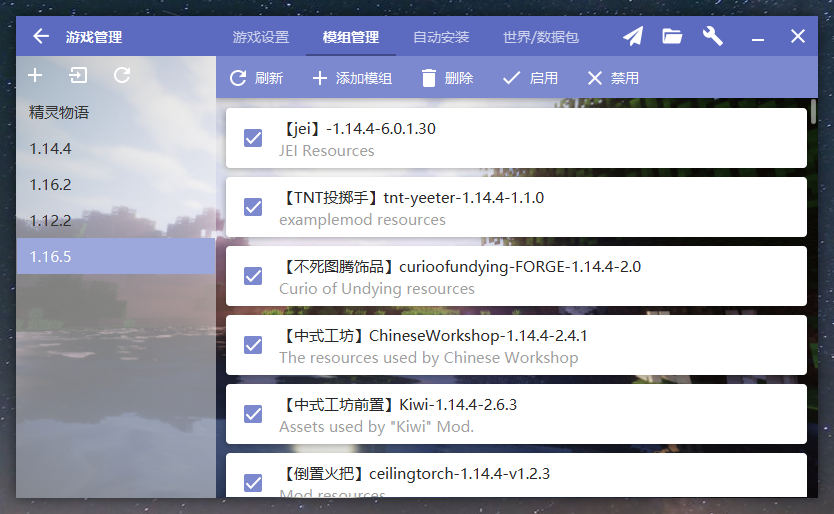 游戏管理
游戏设置
模组管理
自动安装
世界/数据包
刷新
添加模组
删除
启用
禁用
精灵物语
1.14.4
1.16.2
1.12.2
1.16.5
【jei】-1.14.4-6.0.1.30
JEI Resources
【TNT投掷手】tnt-yeeter-1.14.4-1.1.0
examplemod resources
【不死图腾饰品】curioofundying-FORGE-1.14.4-2.0
Curio of Undying resources
【中式工坊】ChineseWorkshop-1.14.4-2.4.1
The resources used by Chinese Workshop
【中式工坊前置】Kiwi-1.14.4-2.6.3
Assets used by "Kiwi" Mod.
【倒置火把】ceilingtorch-1.14.4-v1.2.3
Mod resources